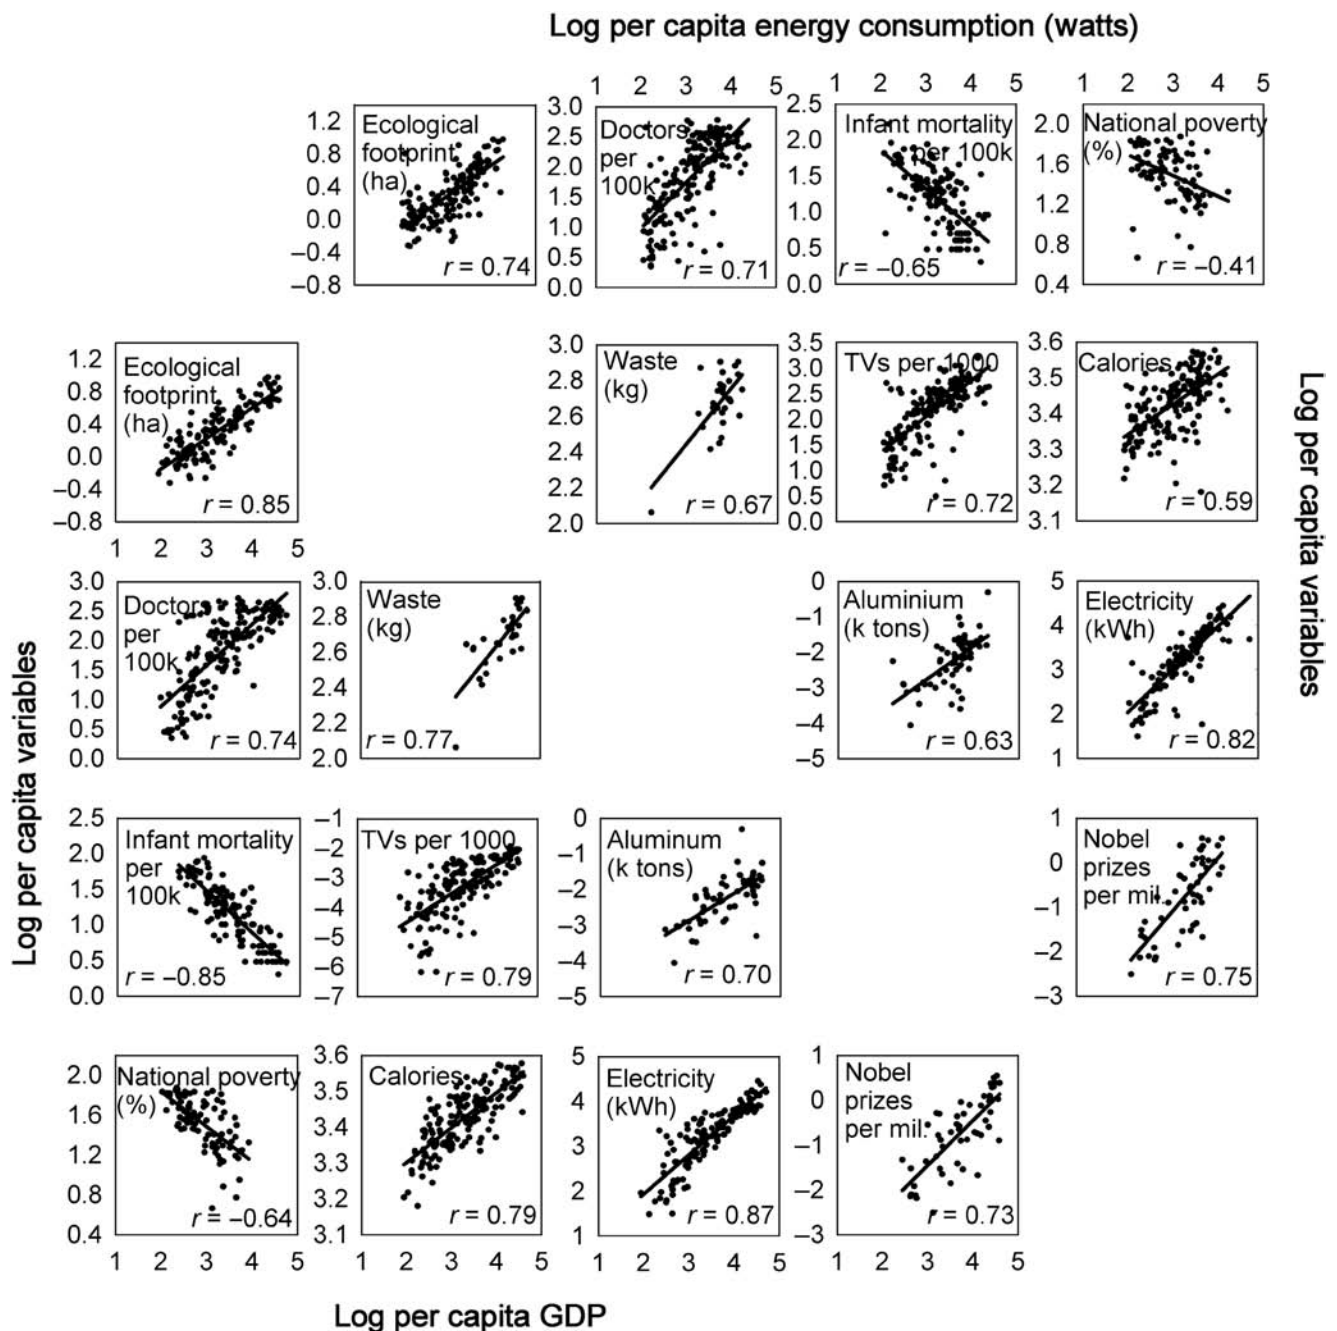 Log per capita energy consumption (watts)
1 2 3 4 5
1 2 3 4 5
1.2
0.8
0.4
0.0
–0.4
–0.8
Ecological
footprint
(ha)
r = 0.74
3.0
2.5
2.0
1.5
1.0
0.5
0.0
Doctors
per
100k
r = 0.71
2.5
2.0
1.5
1.0
0.5
0.0
Infant mortality
per 100k
r = –0.65
2.0
1.6
1.2
0.8
0.4
National poverty
(%)
r = –0.41
1.2
0.8
0.4
0.0
–0.4
–0.8
Ecological
footprint
(ha)
r = 0.85
1 2 3 4 5
3.0
2.8
2.6
2.4
2.2
2.0
Waste
(kg)
r = 0.67
3.5
3.0
2.5
2.0
1.5
1.0
0.5
0.0
TVs per 1000
r = 0.72
3.6
3.5
3.4
3.3
3.2
3.1
Calories
r = 0.59
Log per capita variables
3.0
2.5
2.0
1.5
1.0
0.5
0.0
Doctors
per
100k
r = 0.74
3.0
2.8
2.6
2.4
2.2
2.0
Waste
(kg)
r = 0.77
0
–1
–2
–3
–4
–5
Aluminium
(k tons)
r = 0.63
5
4
3
2
1
Electricity
(kWh)
r = 0.82
Log per capita variables
2.5
2.0
1.5
1.0
0.5
0.0
Infant mortality
per
100k
r = –0.85
–1
–2
–3
–4
–5
–6
–7
TVs per 1000
r = 0.79
0
–1
–2
–3
–4
–5
Aluminum
(k tons)
r = 0.70
1
0
–1
–2
–3
Nobel
prizes
per mil.
r = 0.75
2.0
1.6
1.2
0.8
0.4
National poverty
(%)
r = –0.64
3.6
3.5
3.4
3.3
3.2
3.1
Calories
r = 0.79
5
4
3
2
1
Electricity
(kWh)
r = 0.87
1
0
–1
–2
–3
Nobel
prizes
per mil.
r = 0.73
1 2 3 4 5
1 2 3 4 5
1 2 3 4 5
1 2 3 4 5
Log per capita GDP